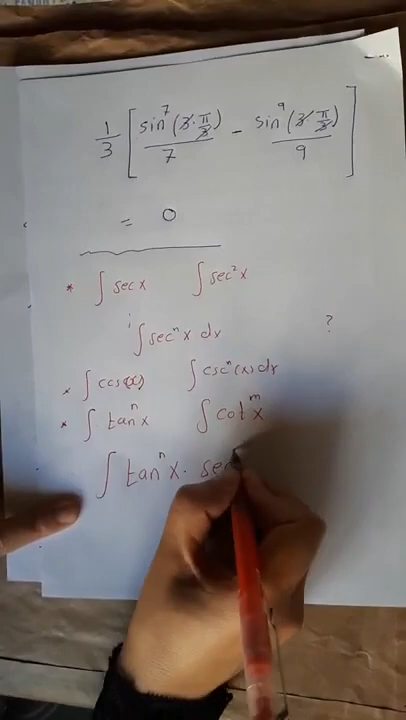 1/3 [ sin⁷(3·π/3)/7 − sin⁹(3·π/3)/9 ]
= 0
* ∫ sec x ∫ sec² x
∫ secⁿ x dx ?
* ∫ csc(x) ∫ cscⁿ(x) dx
* ∫ tanⁿ x ∫ cotᵐ x
∫ tanⁿ x · sec